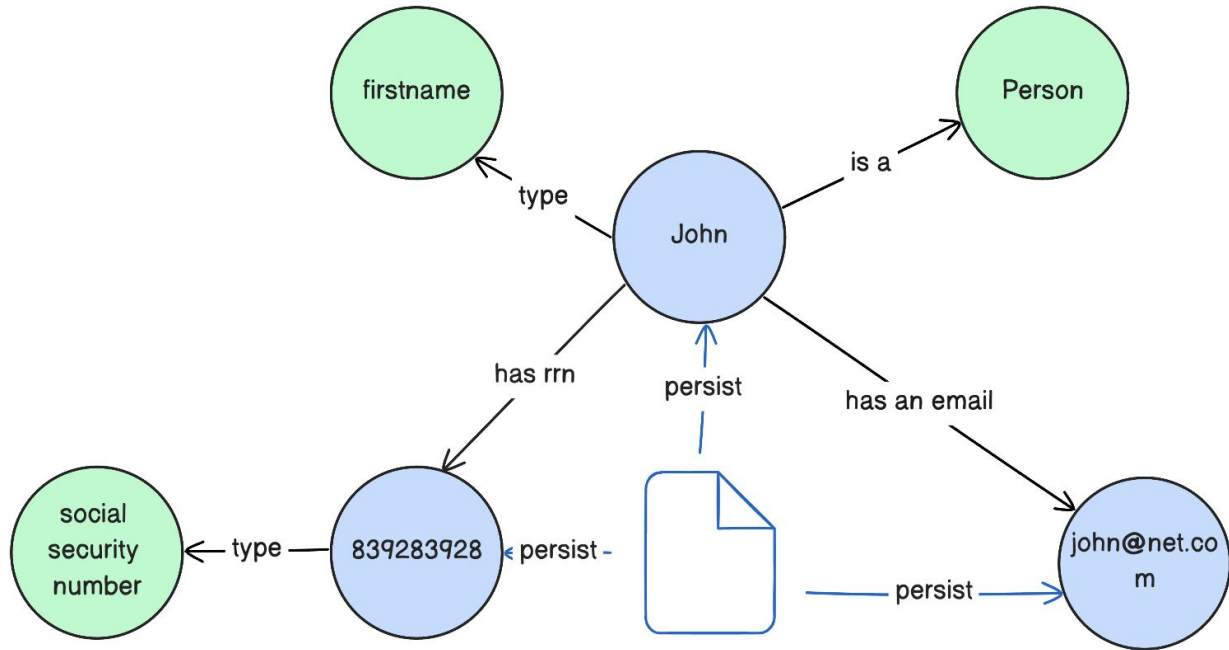 firstname
Person
is a
type
John
has rrn
persist
has an email
social
security
number
type
839283928
persist
john@net.co
m
persist